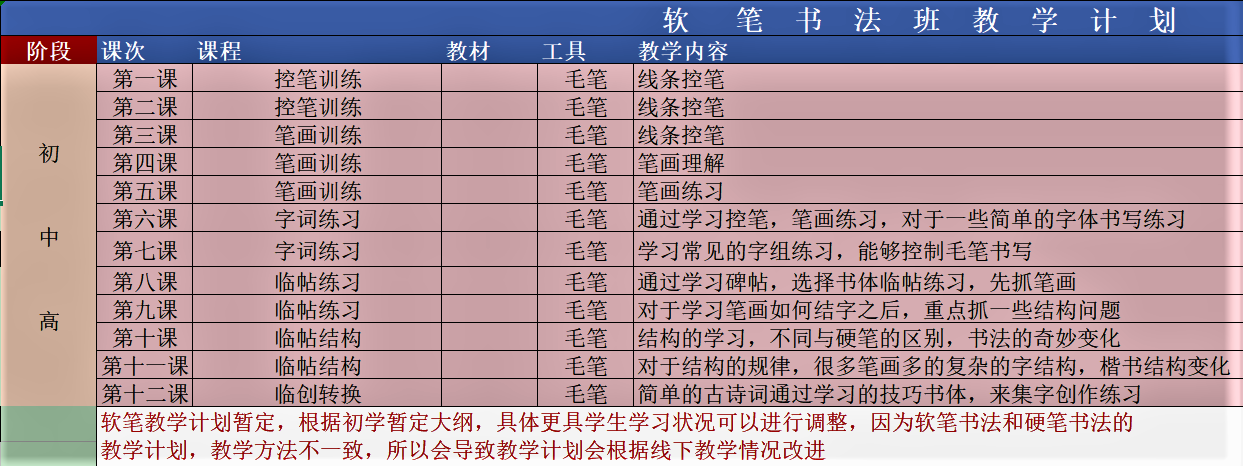 软 笔 书 法 班 教 学 计 划
阶段 课次 课程 教材 工具 教学内容
第一课 控笔训练 毛笔 线条控笔
第二课 控笔训练 毛笔 线条控笔
第三课 笔画训练 毛笔 线条控笔
初 第四课 笔画训练 毛笔 笔画理解
第五课 笔画训练 毛笔 笔画练习
第六课 字词练习 毛笔 通过学习控笔，笔画练习，对于一些简单的字体书写练习
中 第七课 字词练习 毛笔 学习常见的字组练习，能够控制毛笔书写
第八课 临帖练习 毛笔 通过学习碑帖，选择书体临帖练习，先抓笔画
第九课 临帖练习 毛笔 对于学习笔画如何结字之后，重点抓一些结构问题
高 第十课 临帖结构 毛笔 结构的学习，不同与硬笔的区别，书法的奇妙变化
第十一课 临帖结构 毛笔 对于结构的规律，很多笔画多的复杂的字结构，楷书结构变化
第十二课 临创转换 毛笔 简单的古诗词通过学习的技巧书体，来集字创作练习
软笔教学计划暂定，根据初学暂定大纲，具体更具学生学习状况可以进行调整，因为软笔书法和硬笔书法的
教学计划，教学方法不一致，所以会导致教学计划会根据线下教学情况改进